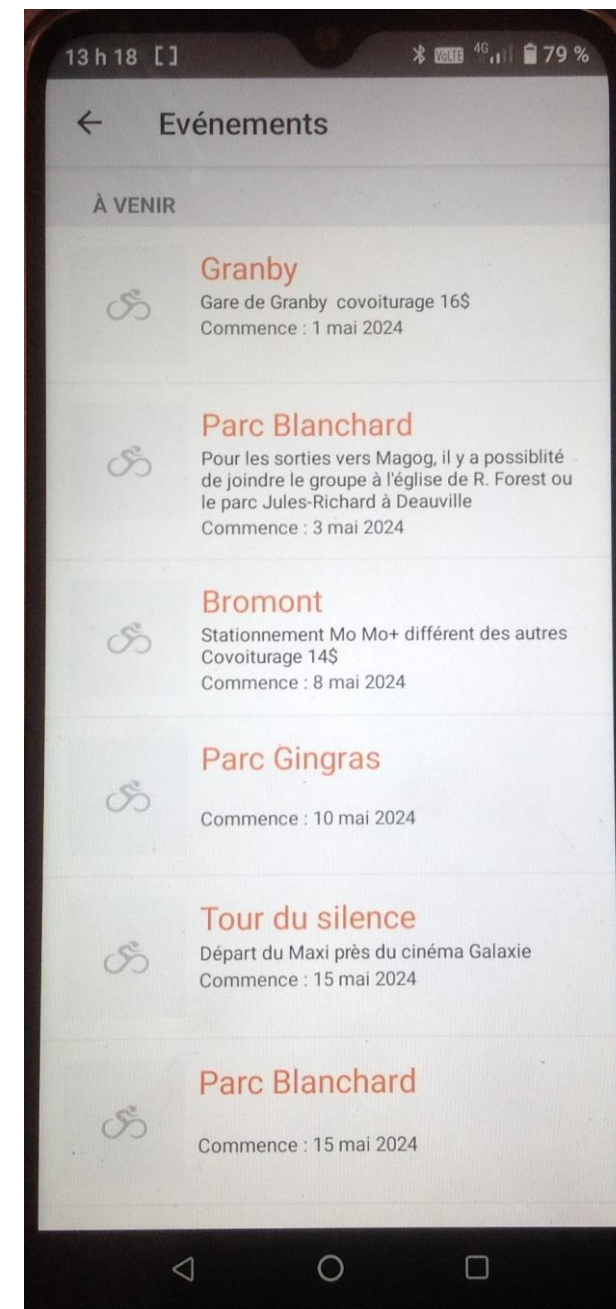 13 h 18 [ ] VoLTE 4G 79 %
Evénements
À VENIR
Granby
Gare de Granby covoiturage 16$
Commence : 1 mai 2024
Parc Blanchard
Pour les sorties vers Magog, il y a possiblité
de joindre le groupe à l'église de R. Forest ou
le parc Jules-Richard à Deauville
Commence : 3 mai 2024
Bromont
Stationnement Mo Mo+ différent des autres
Covoiturage 14$
Commence : 8 mai 2024
Parc Gingras
Commence : 10 mai 2024
Tour du silence
Départ du Maxi près du cinéma Galaxie
Commence : 15 mai 2024
Parc Blanchard
Commence : 15 mai 2024